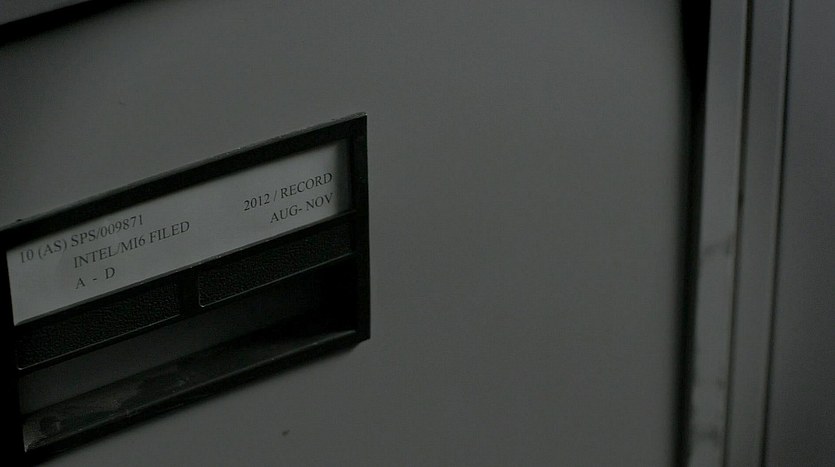 10 (AS) SPS/009871
INTEL/MI6 FILED
A - D
2012 / RECORD
AUG- NOV